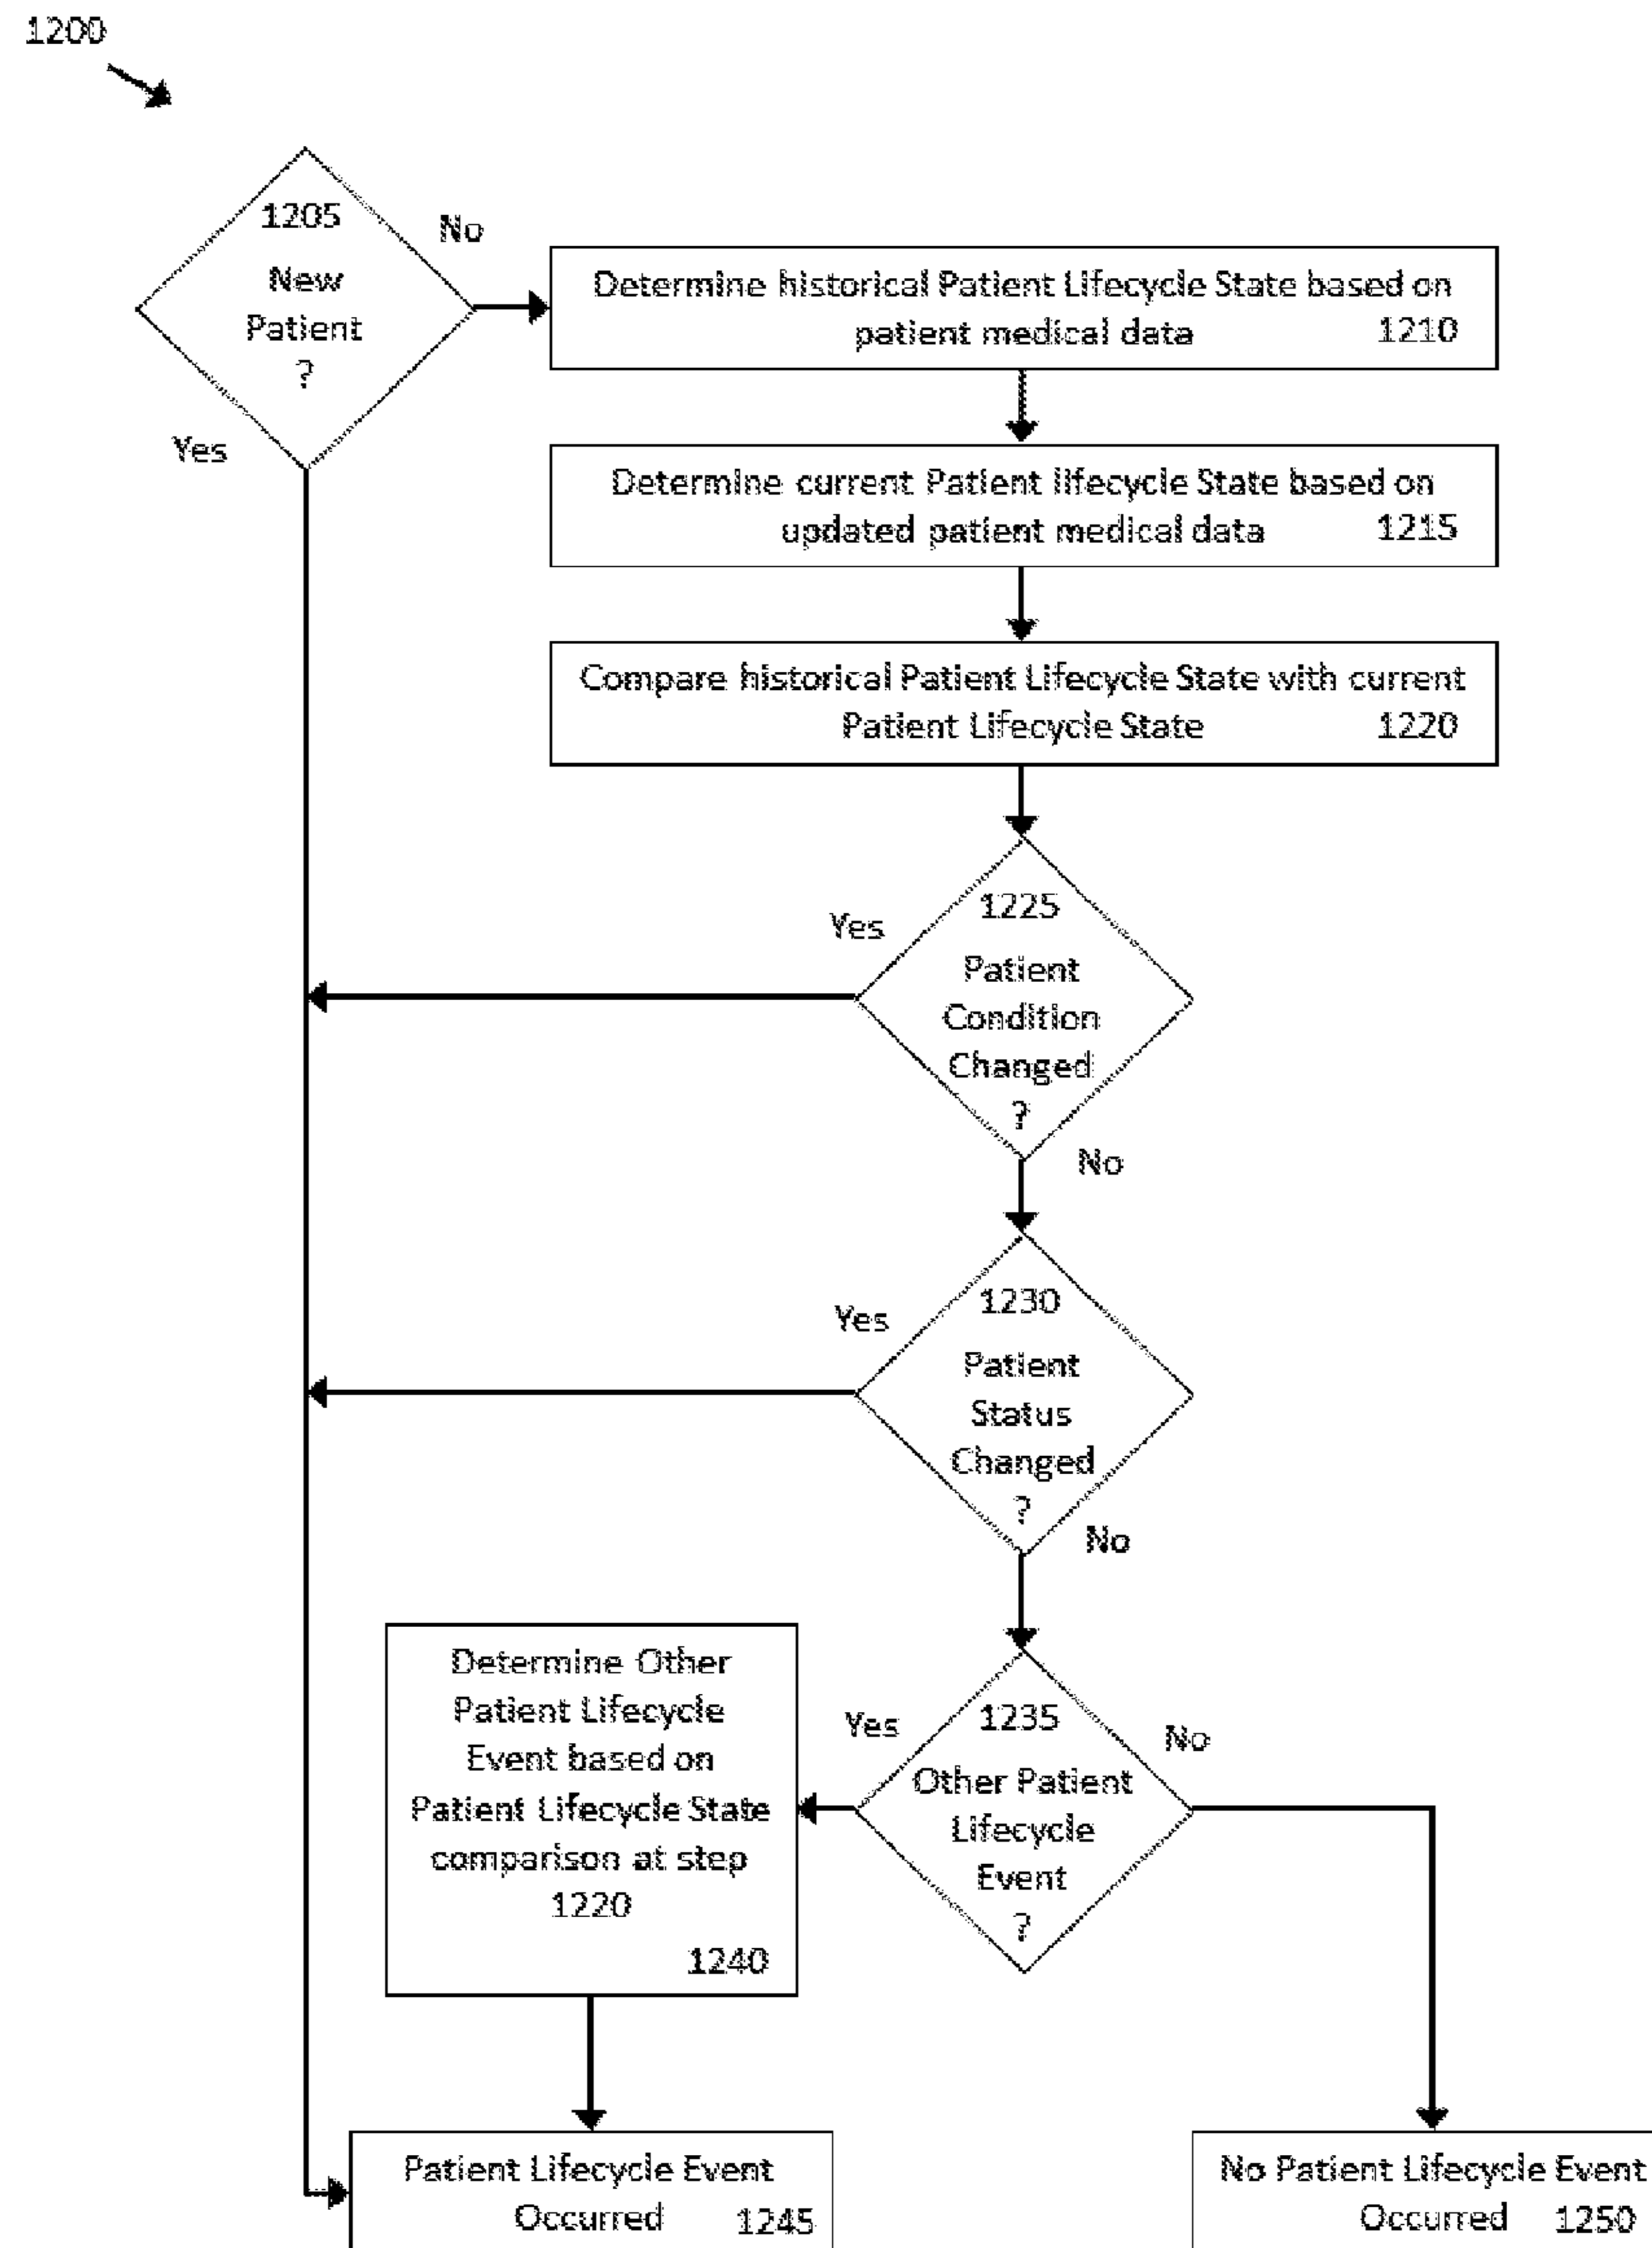 1200
1205
No
New
Patient
?
Yes
Determine historical Patient Lifecycle State based on
patient medical data 1210
Determine current Patient lifecycle State based on
updated patient medical data 1215
Compare historical Patient Lifecycle State with current
Patient Lifecycle State 1220
1225
Yes
Patient
Condition
Changed
?
No
1230
Yes
Patient
Status
Changed
?
No
Determine Other
Patient Lifecycle
Event based on
Patient Lifecycle State
comparison at step
1220
1240
Yes
1235
No
Other Patient
Lifecycle
Event
?
Patient Lifecycle Event
Occurred 1245
No Patient Lifecycle Event
Occurred 1250